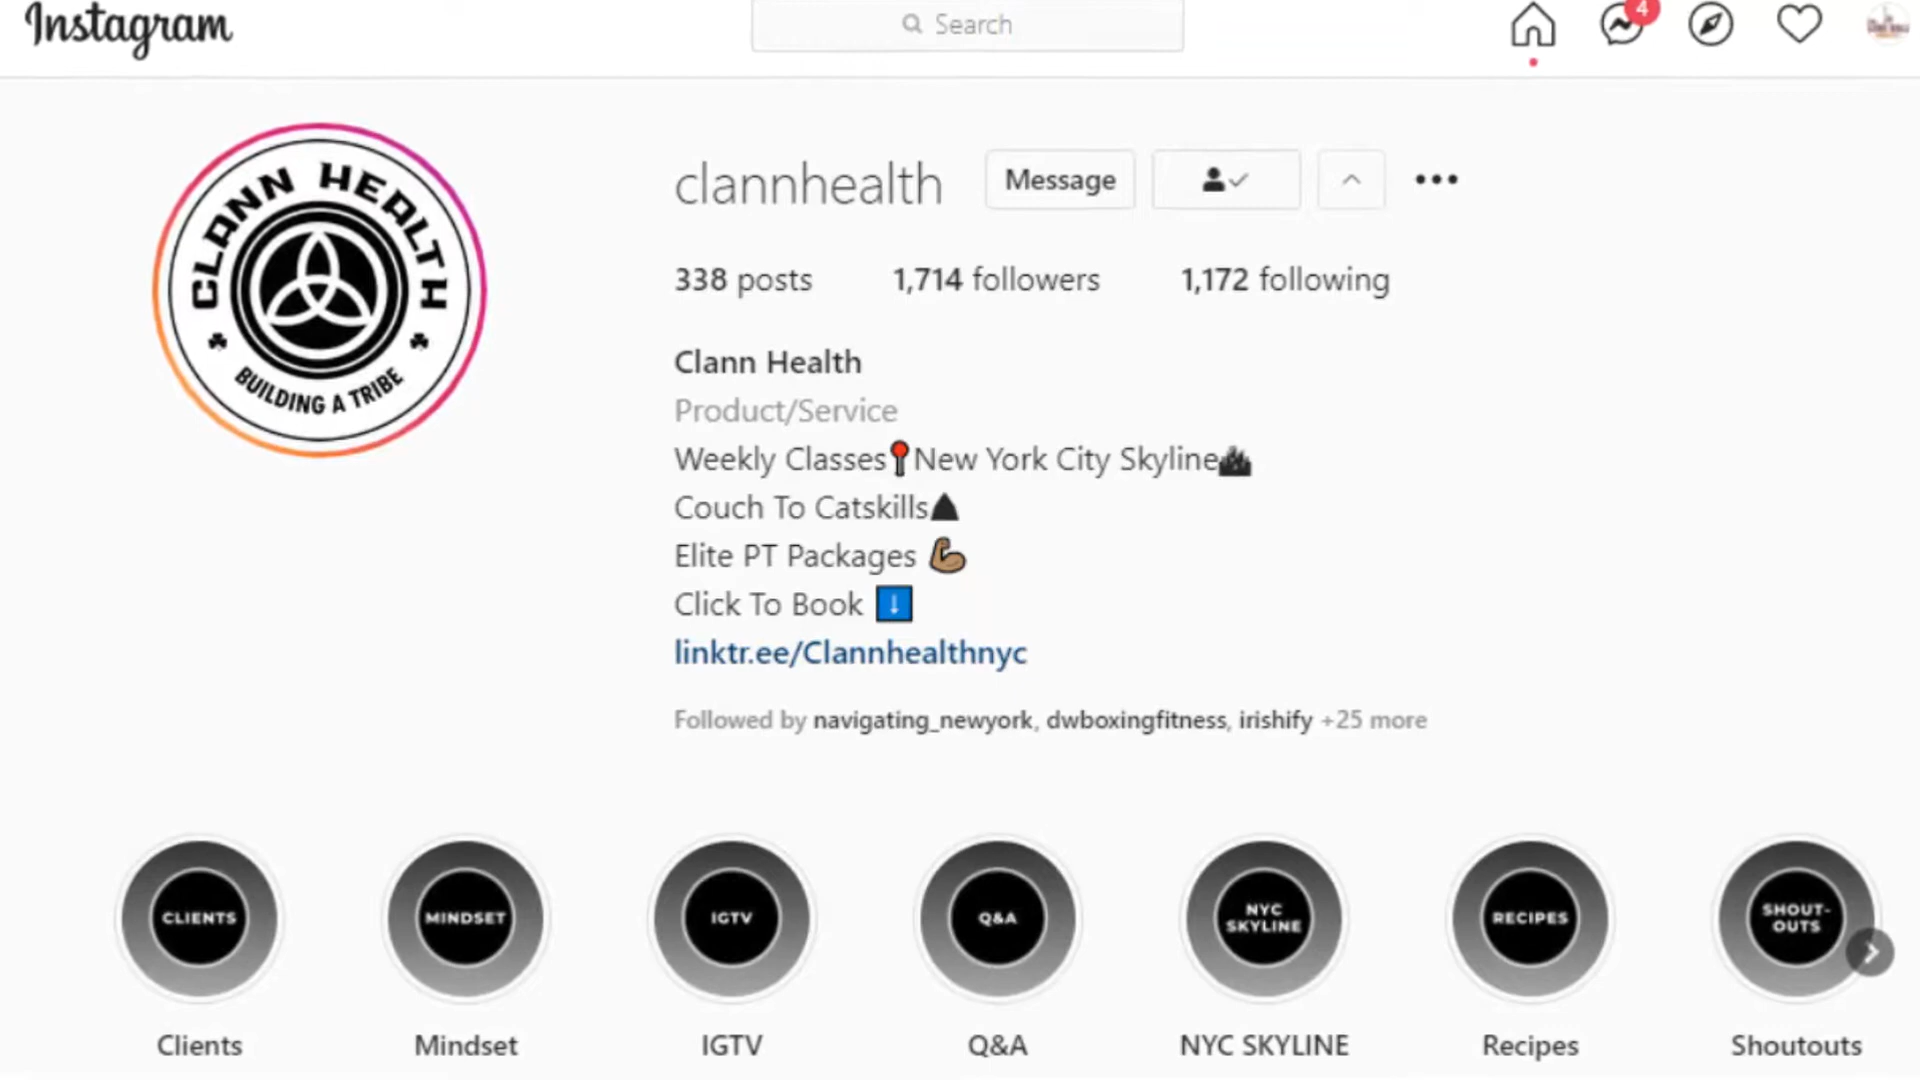 Instagram
Search
4
CLANN HEALTH
BUILDING A TRIBE
clannhealth
Message
338 posts
1,714 followers
1,172 following
Clann Health
Product/Service
Weekly Classes📍New York City Skyline
Couch To Catskills
Elite PT Packages 💪🏽
Click To Book ⬇️
linktr.ee/Clannhealthnyc
Followed by navigating_newyork, dwboxingfitness, irishify +25 more
CLIENTS
MINDSET
IGTV
Q&A
NYC
SKYLINE
RECIPES
SHOUT-
OUTS
Clients
Mindset
IGTV
Q&A
NYC SKYLINE
Recipes
Shoutouts